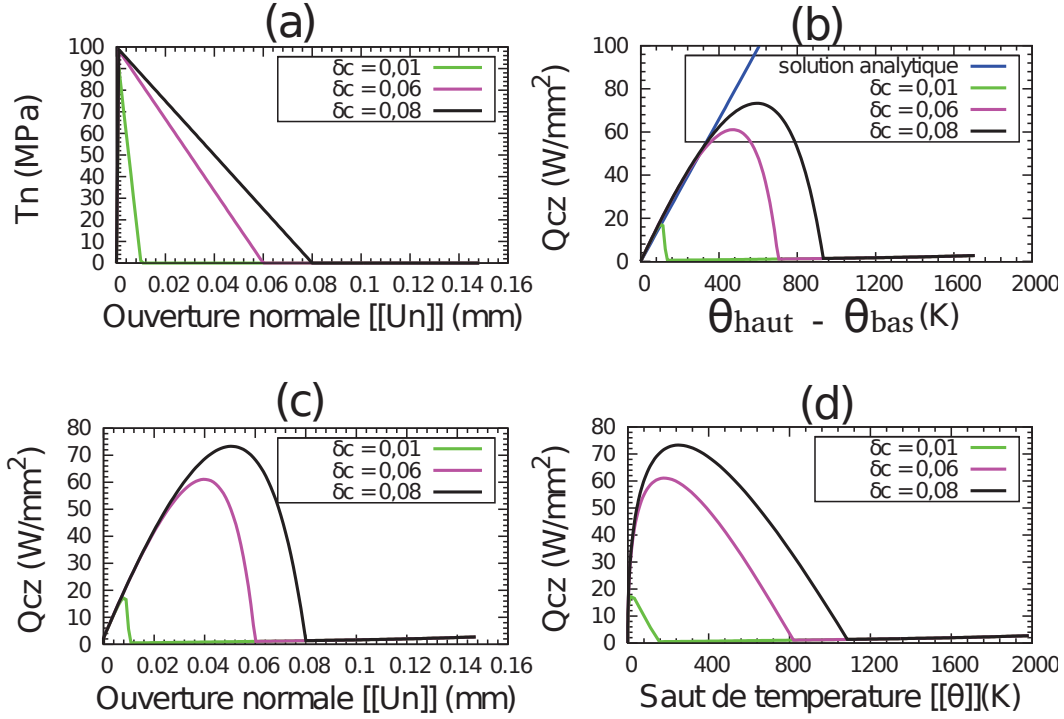 (a)
Tn (MPa)
100
90
80
70
60
50
40
30
20
10
0
δc = 0,01
δc = 0,06
δc = 0,08
0 0.02 0.04 0.06 0.08 0.10 0.12 0.14 0.16
Ouverture normale [[Un]] (mm)
(b)
Qcz (W/mm²)
100
80
60
40
20
0
solution analytique
δc = 0,01
δc = 0,06
δc = 0,08
0 400 800 1200 1600 2000
θhaut - θbas (K)
(c)
Qcz (W/mm²)
80
70
60
50
40
30
20
10
0
δc = 0,01
δc = 0,06
δc = 0,08
0 0.02 0.04 0.06 0.08 0.10 0.12 0.14 0.16
Ouverture normale [[Un]] (mm)
(d)
Qcz (W/mm²)
80
70
60
50
40
30
20
10
0
δc = 0,01
δc = 0,06
δc = 0,08
0 400 800 1200 1600 2000
Saut de temperature [[θ]](K)